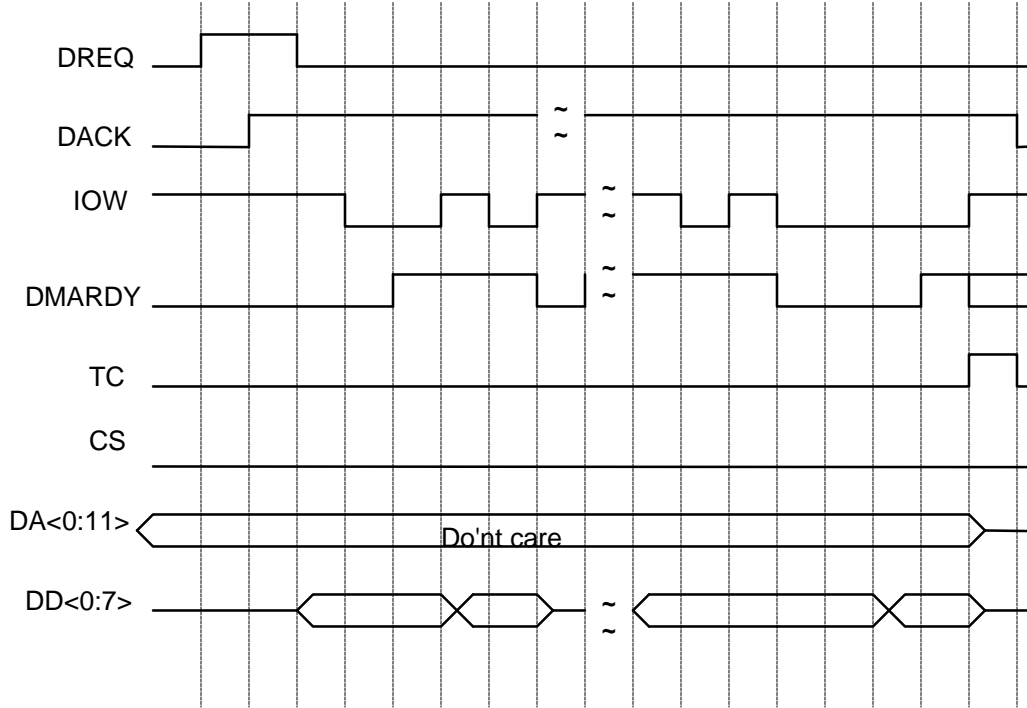 DREQ
~
~
DACK
IOW
~
~
DMARDY
~
~
TC
CS
DA<0:11>
Do'nt care
DD<0:7>
~
~